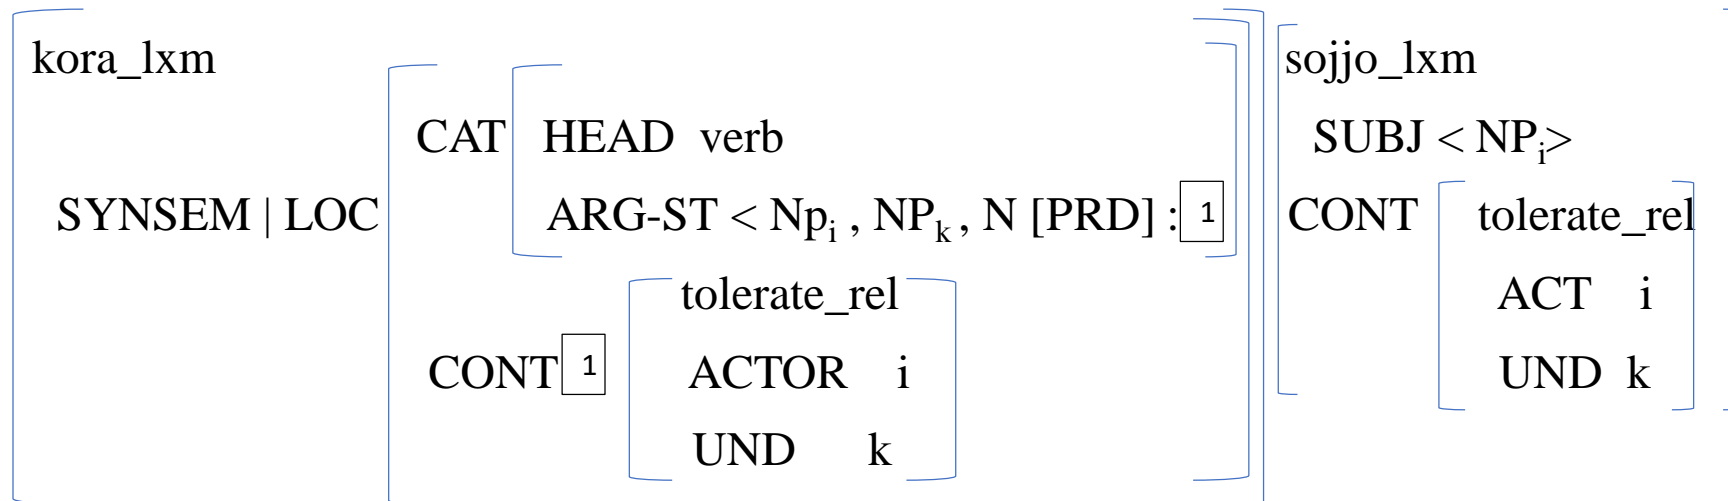 kora_lxm
CAT HEAD verb
SYNSEM | LOC ARG-ST < Np_i , NP_k , N [PRD] : 1
tolerate_rel
CONT 1 ACTOR i
UND k
sojjo_lxm
SUBJ < NP_i>
CONT tolerate_rel
ACT i
UND k